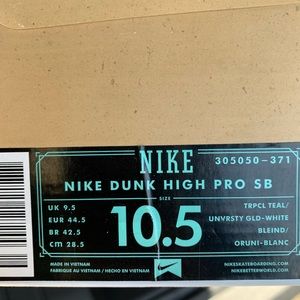 NIKE 305050-371
NIKE DUNK HIGH PRO SB
SIZE
UK 9.5
EUR 44.5
BR 42.5
CM 28.5
10.5
TRPCL TEAL/
UNVRSTY GLD-WHITE
BLEIND/
ORUNI-BLANC
MADE IN VIETNAM
FABRIQUE AU VIETNAM / HECHO EN VIETNAM
NIKESKATEBOARDING.COM
NIKEBETTERWORLD.COM